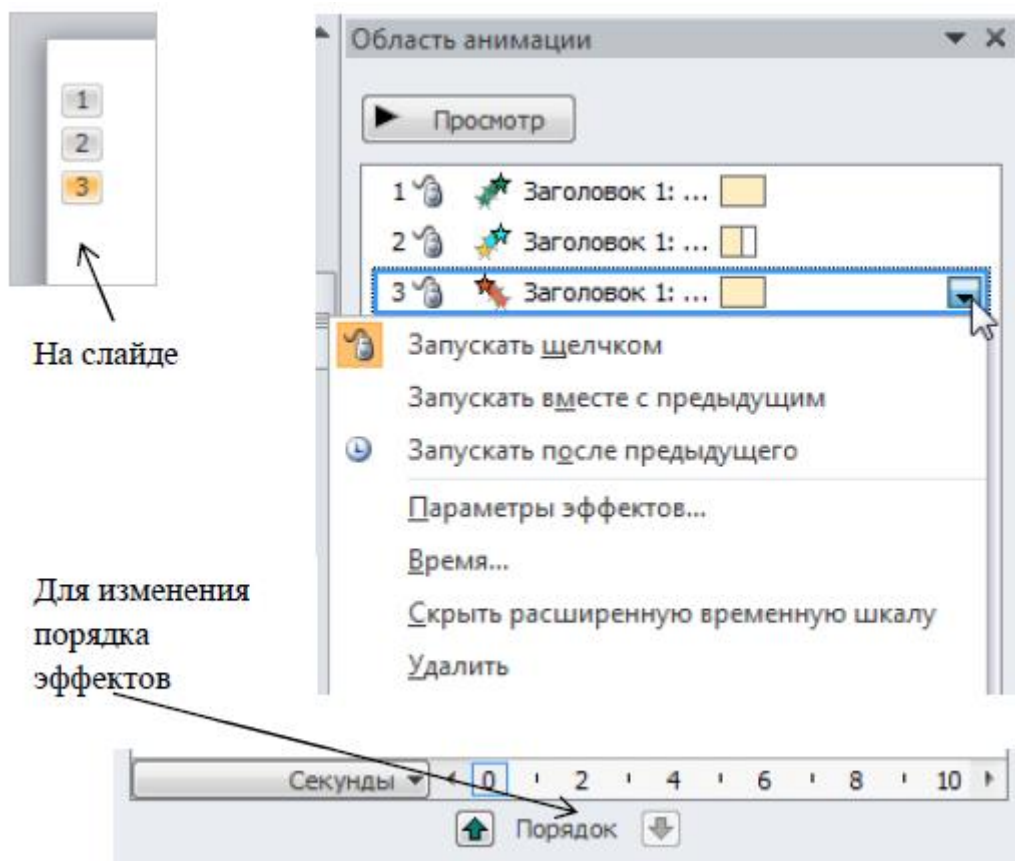 1
2
3
На слайде
Область анимации
Просмотр
1 Заголовок 1: ...
2 Заголовок 1: ...
3 Заголовок 1: ...
Запускать щелчком
Запускать вместе с предыдущим
Запускать после предыдущего
Параметры эффектов...
Время...
Скрыть расширенную временную шкалу
Удалить
Для изменения
порядка
эффектов
Секунды 0 2 4 6 8 10
Порядок